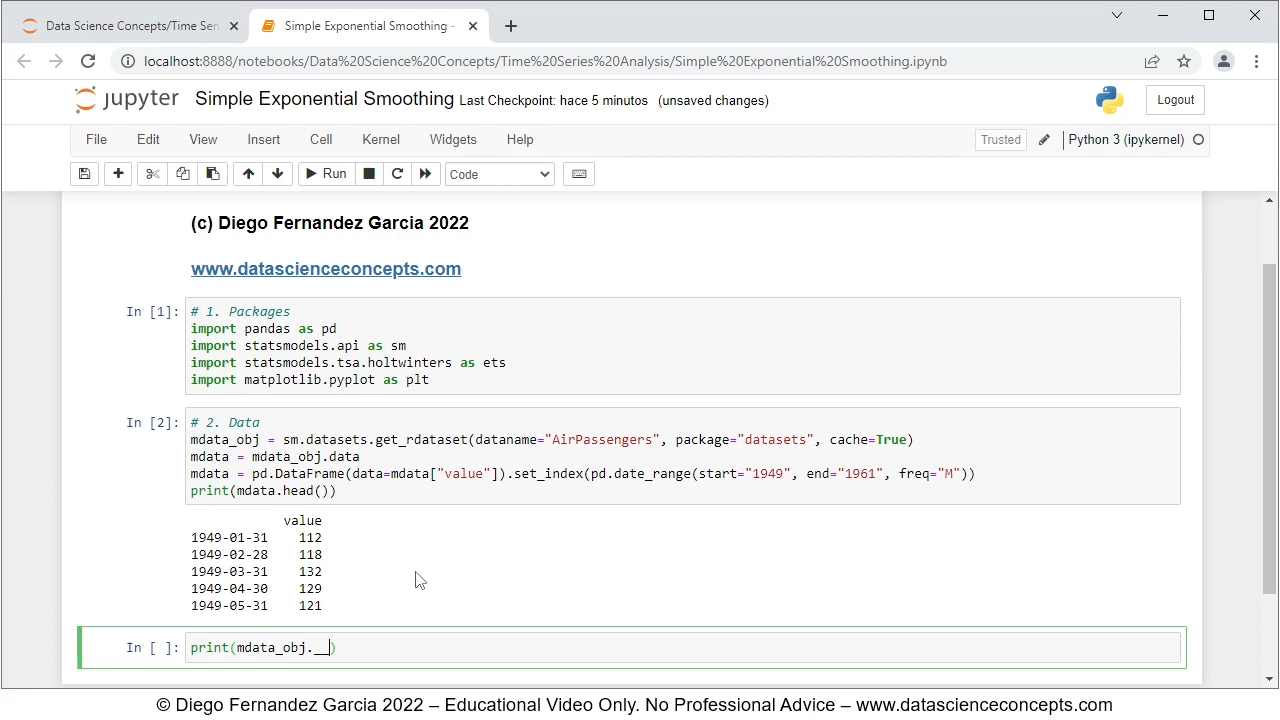 Data Science Concepts/Time Seri
Simple Exponential Smoothing -
localhost:8888/notebooks/Data%20Science%20Concepts/Time%20Series%20Analysis/Simple%20Exponential%20Smoothing.ipynb
jupyter Simple Exponential Smoothing Last Checkpoint: hace 5 minutos (unsaved changes)
Logout
File Edit View Insert Cell Kernel Widgets Help
Trusted Python 3 (ipykernel)
Run Code
(c) Diego Fernandez Garcia 2022
www.datascienceconcepts.com
In [1]: # 1. Packages
import pandas as pd
import statsmodels.api as sm
import statsmodels.tsa.holtwinters as ets
import matplotlib.pyplot as plt
In [2]: # 2. Data
mdata_obj = sm.datasets.get_rdataset(dataname="AirPassengers", package="datasets", cache=True)
mdata = mdata_obj.data
mdata = pd.DataFrame(data=mdata["value"]).set_index(pd.date_range(start="1949", end="1961", freq="M"))
print(mdata.head())
value
1949-01-31 112
1949-02-28 118
1949-03-31 132
1949-04-30 129
1949-05-31 121
In [ ]: print(mdata_obj.__)
© Diego Fernandez Garcia 2022 – Educational Video Only. No Professional Advice – www.datascienceconcepts.com